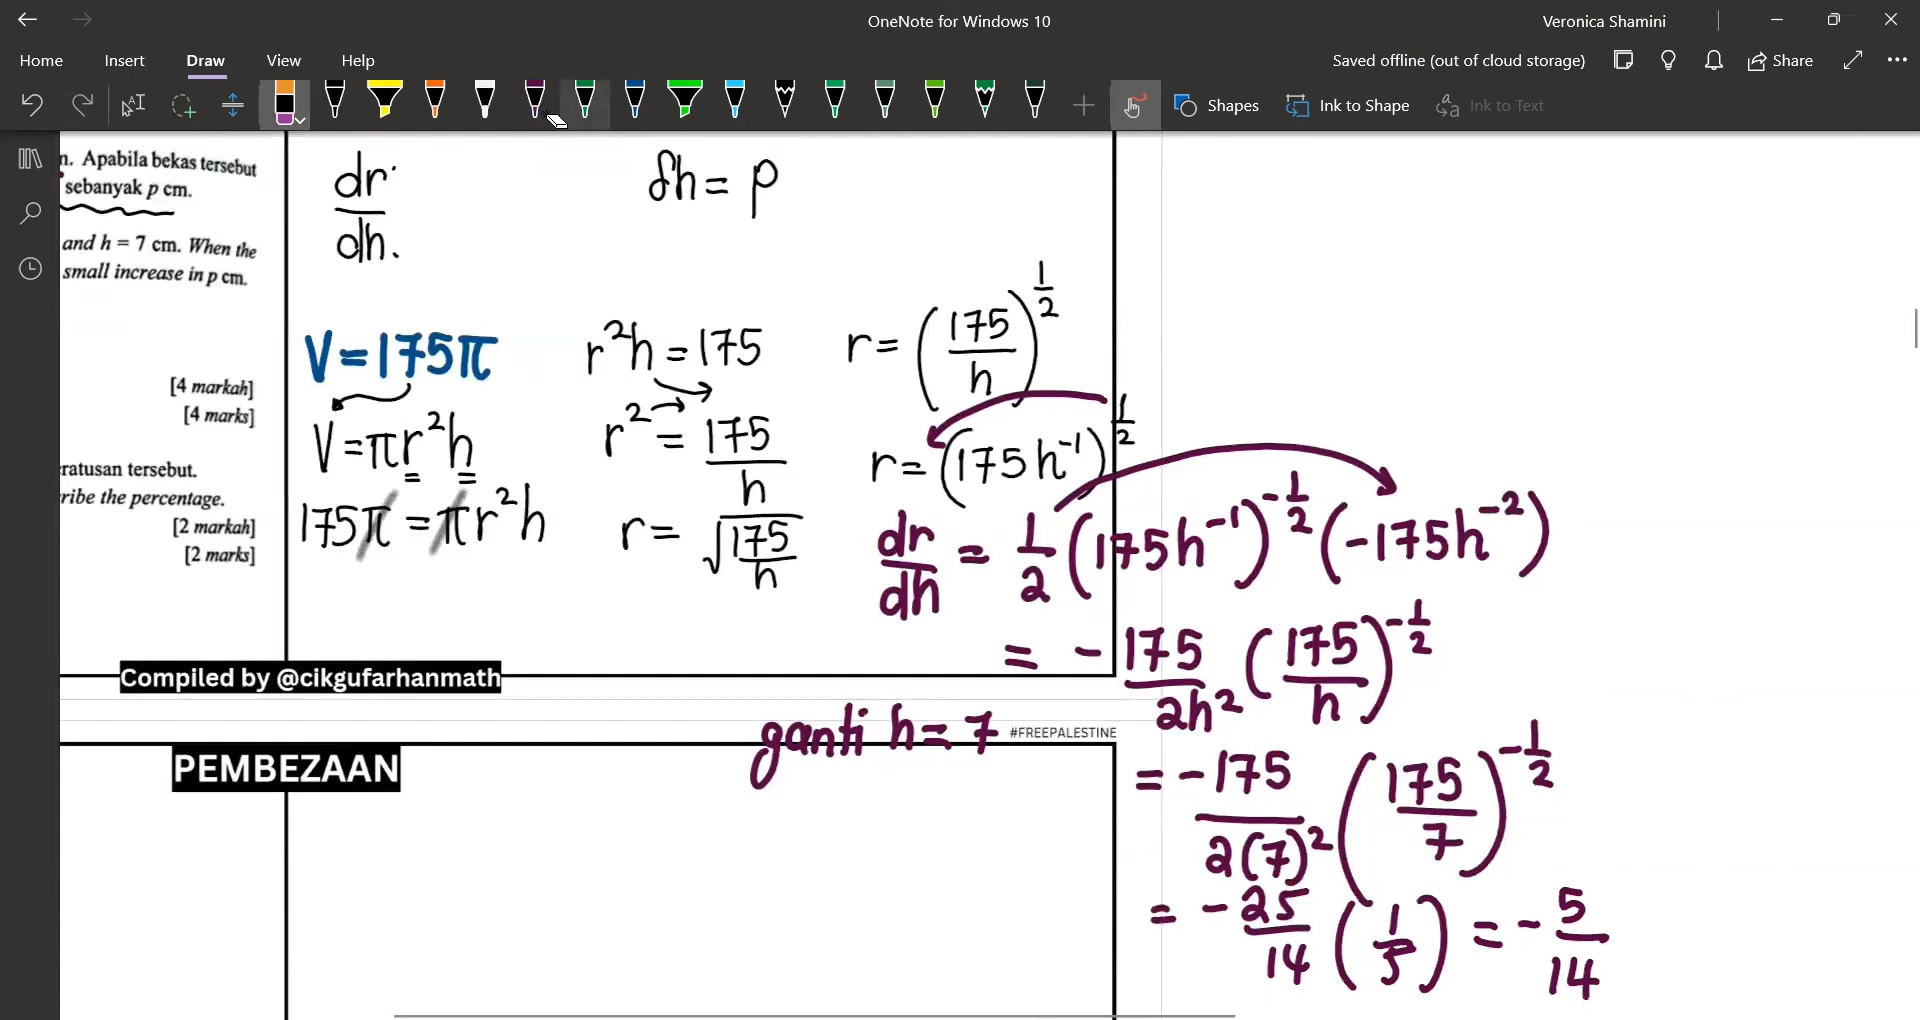 OneNote for Windows 10
Veronica Shamini
Home Insert Draw View Help
Saved offline (out of cloud storage)
Share
Shapes
Ink to Shape
Ink to Text
n. Apabila bekas tersebut
sebanyak p cm.
and h = 7 cm. When the
small increase in p cm.
[4 markah]
[4 marks]
ratusan tersebut.
ribe the percentage.
[2 markah]
[2 marks]
dr/dh.
δh = p
V = 175π
V = πr²h
175π = πr²h
r²h = 175
r² = 175/h
r = √(175/h)
r = (175/h)^(1/2)
r = (175h⁻¹)^(1/2)
dr/dh = 1/2 (175h⁻¹)^(-1/2) (-175h⁻²)
= - 175/2h² (175/h)^(-1/2)
ganti h = 7
= -175/2(7)² (175/7)^(-1/2)
= - 25/14 (1/5) = - 5/14
Compiled by @cikgufarhanmath
#FREEPALESTINE
PEMBEZAAN